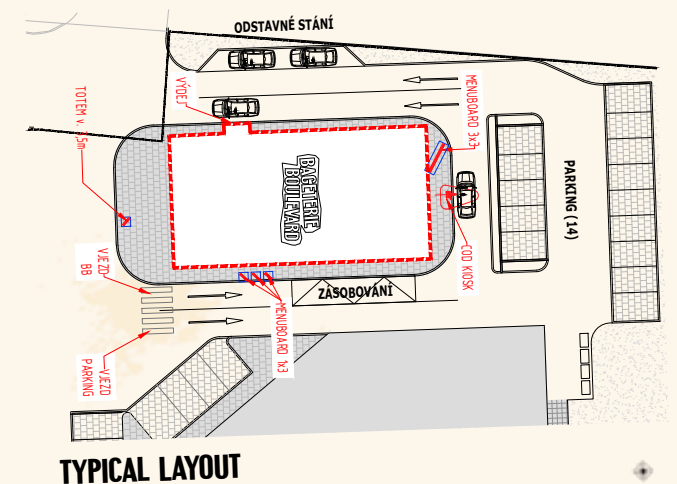 ODSTAVNÉ STÁNÍ
VÝDEJ
MENUBOARD 3x3
TOTEM v. 5m
PARKING (14)
BAGETERIE
BOULEVARD
COD KIOSK
VJEZD
BB
ZÁSOBOVÁNÍ
MENUBOARD 1x3
VJEZD
PARKING
TYPICAL LAYOUT